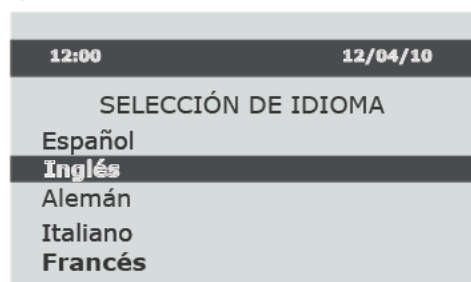 12:00 12/04/10
SELECCIÓN DE IDIOMA
Español
Inglés
Alemán
Italiano
Francés